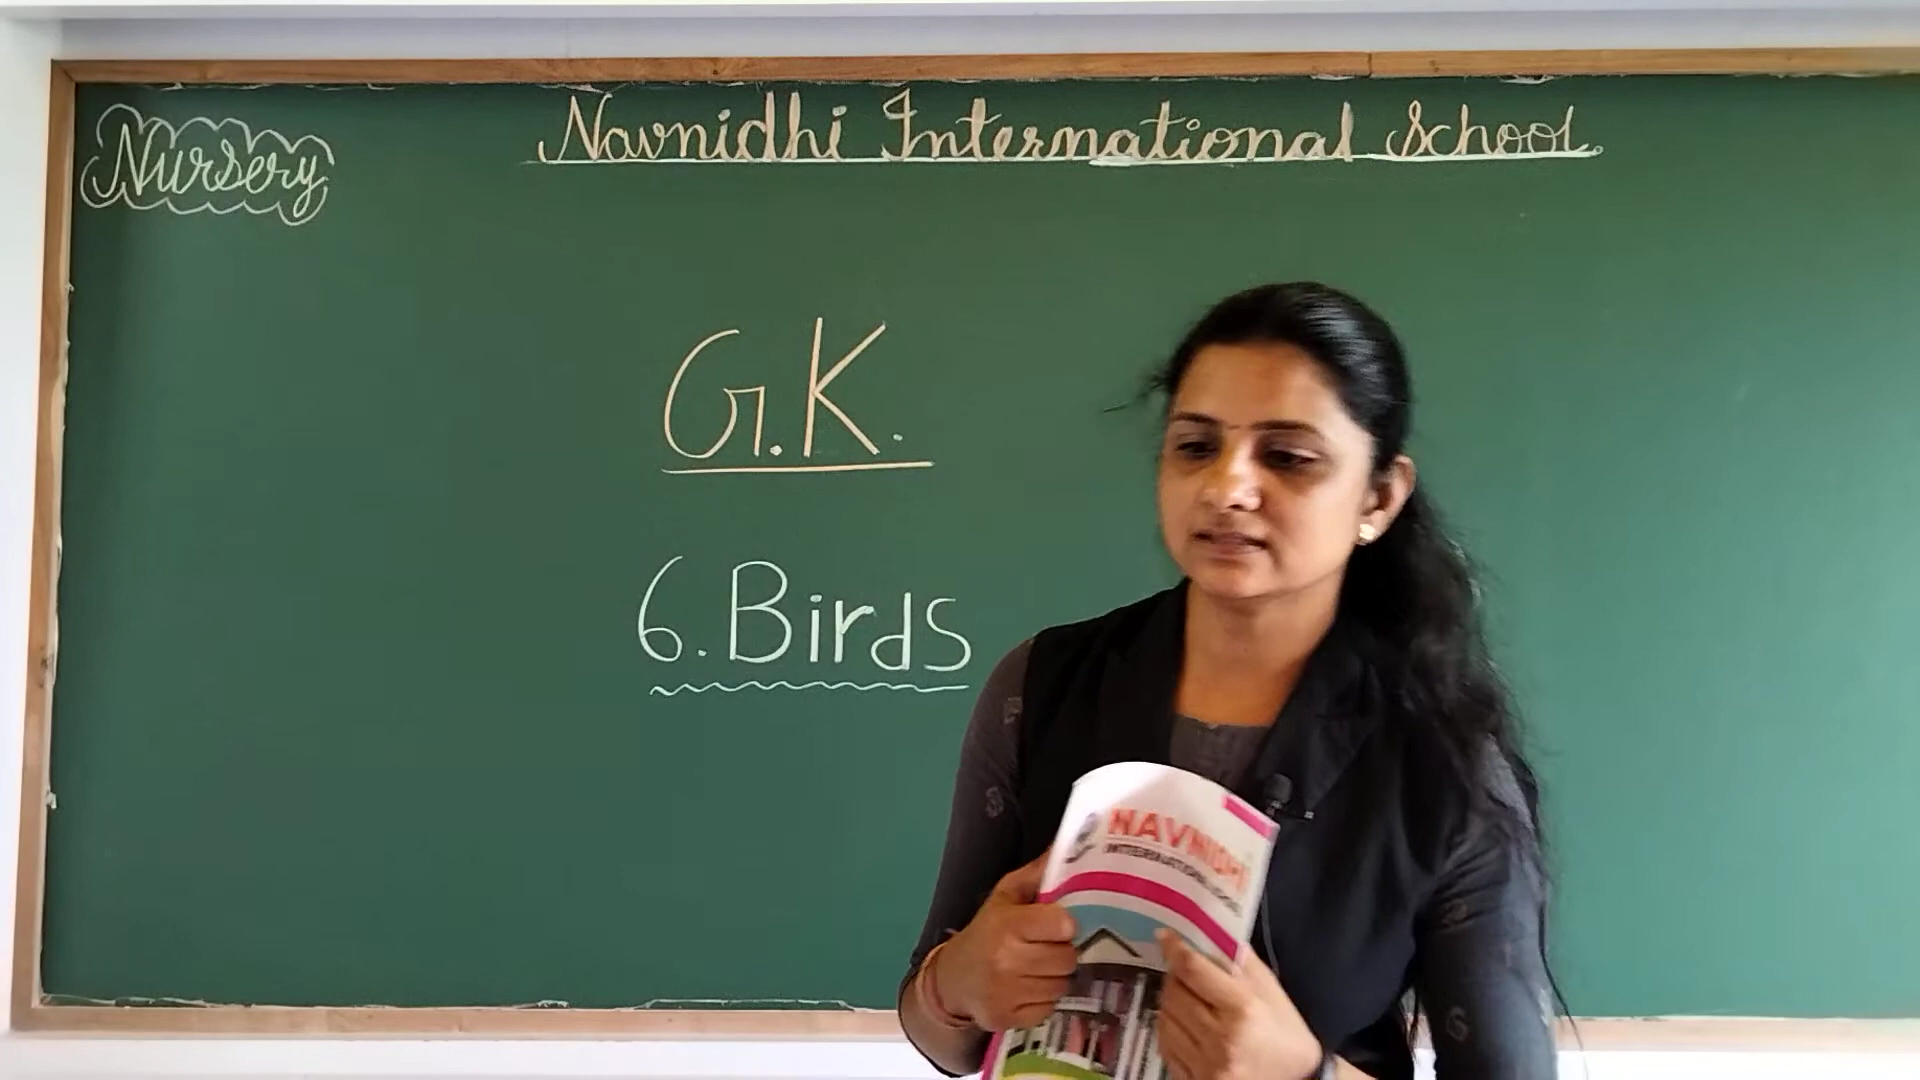 Nursery
Navnidhi International School.
G.K.
6. Birds
NAVNIDHI